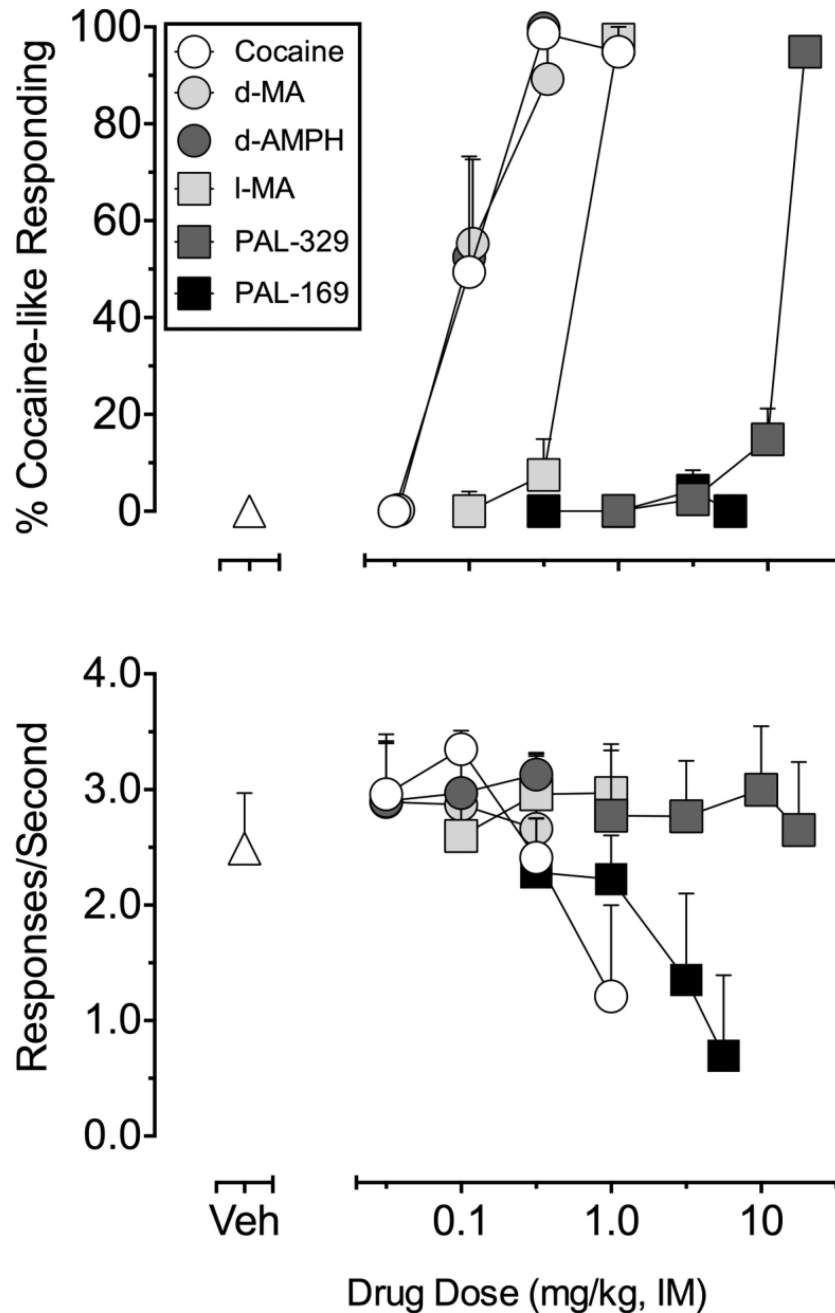 % Cocaine-like Responding
100
80
60
40
20
0
Cocaine
d-MA
d-AMPH
l-MA
PAL-329
PAL-169
Responses/Second
4.0
3.0
2.0
1.0
0.0
Veh 0.1 1.0 10
Drug Dose (mg/kg, IM)